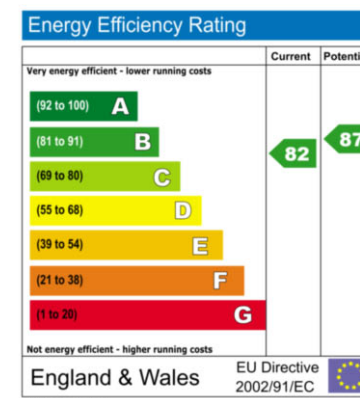 Energy Efficiency Rating
Current Potenti
Very energy efficient - lower running costs
(92 to 100) A
(81 to 91) B
(69 to 80) C
(55 to 68) D
(39 to 54) E
(21 to 38) F
(1 to 20) G
82
87
Not energy efficient - higher running costs
England & Wales
EU Directive
2002/91/EC